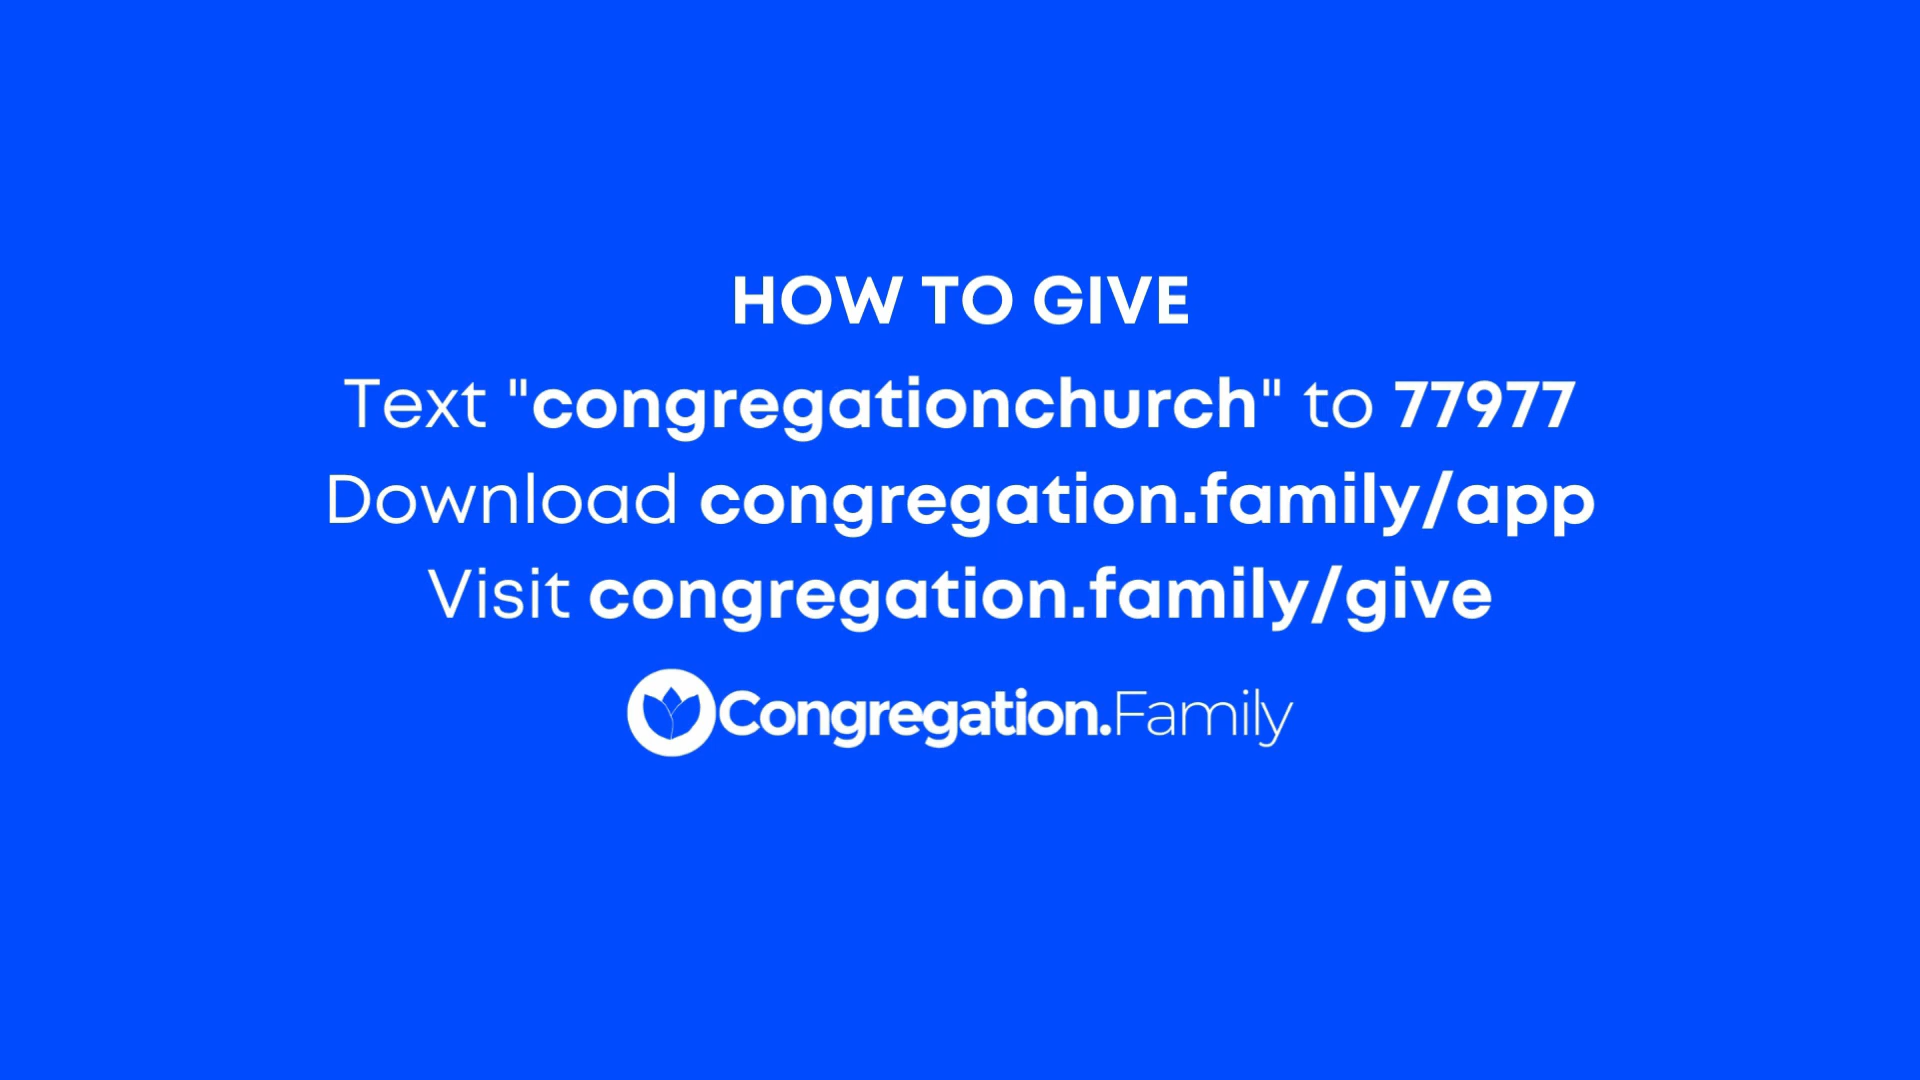 HOW TO GIVE
Text "congregationchurch" to 77977
Download congregation.family/app
Visit congregation.family/give
Congregation.Family